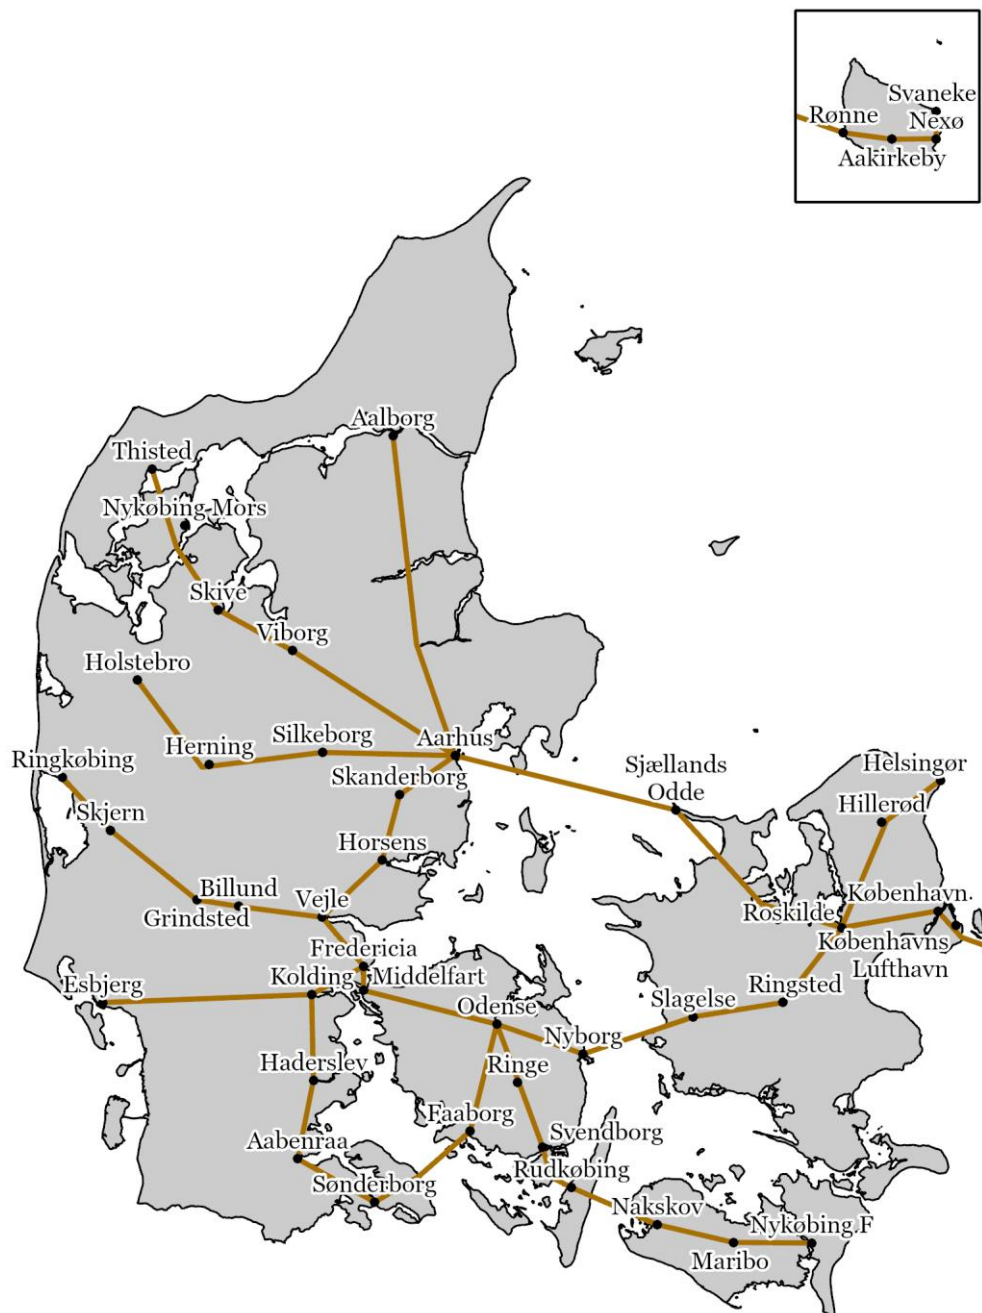 Svaneke
Rønne
Nexø
Aakirkeby
Aalborg
Thisted
Nykøbing Mors
Skive
Viborg
Holstebro
Silkeborg
Aarhus
Herning
Ringkøbing
Skanderborg
Sjællands
Odde
Helsingør
Hillerød
Skjern
Horsens
Billund
Grindsted
Vejle
København.
Roskilde
Københavns
Lufthavn
Fredericia
Kolding
Middelfart
Esbjerg
Ringsted
Slagelse
Odense
Nyborg
Haderslev
Ringe
Faaborg
Aabenraa
Svendborg
Rudkøbing
Sønderborg
Nakskov
Nykøbing.F
Maribo